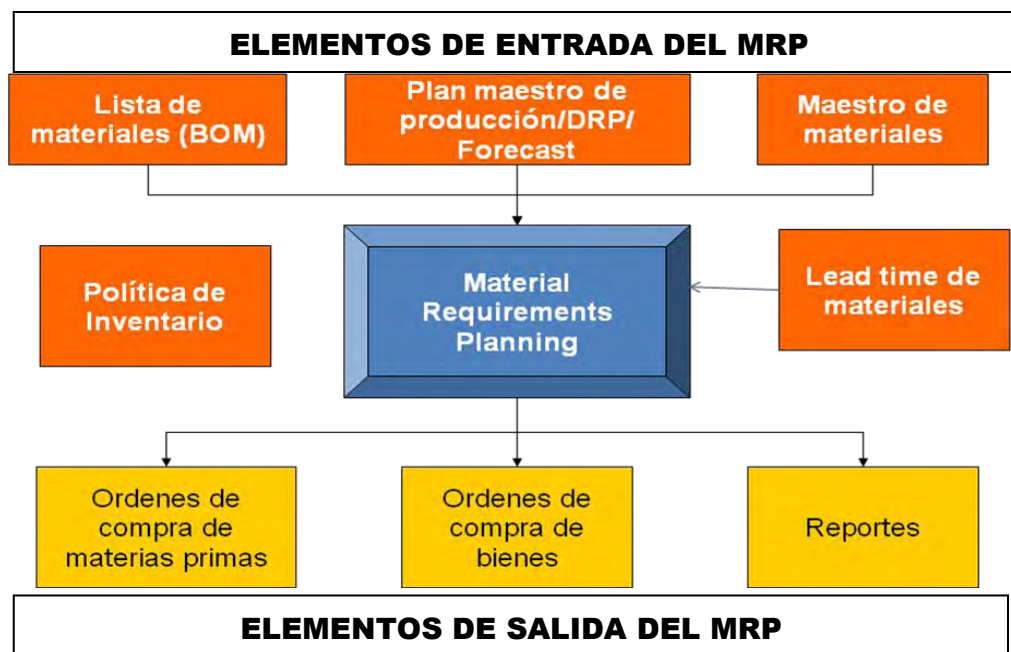 ELEMENTOS DE ENTRADA DEL MRP
Lista de
materiales (BOM)
Plan maestro de
producción/DRP/
Forecast
Maestro de
materiales
Política de
Inventario
Material
Requirements
Planning
Lead time de
materiales
Ordenes de
compra de
materias primas
Ordenes de
compra de
bienes
Reportes
ELEMENTOS DE SALIDA DEL MRP